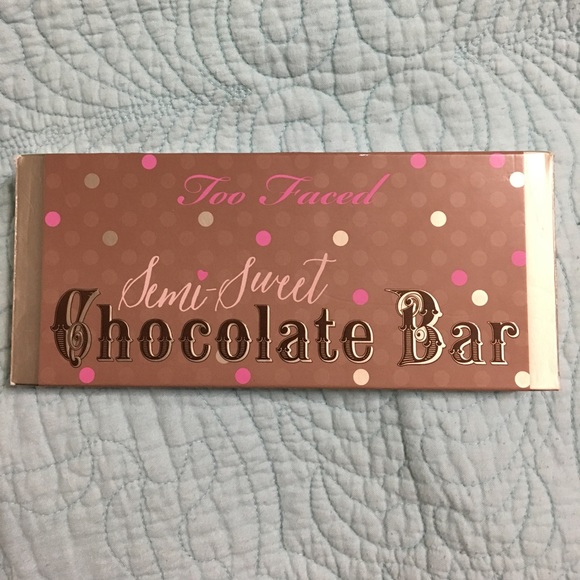 Too Faced
Semi-Sweet
Chocolate Bar